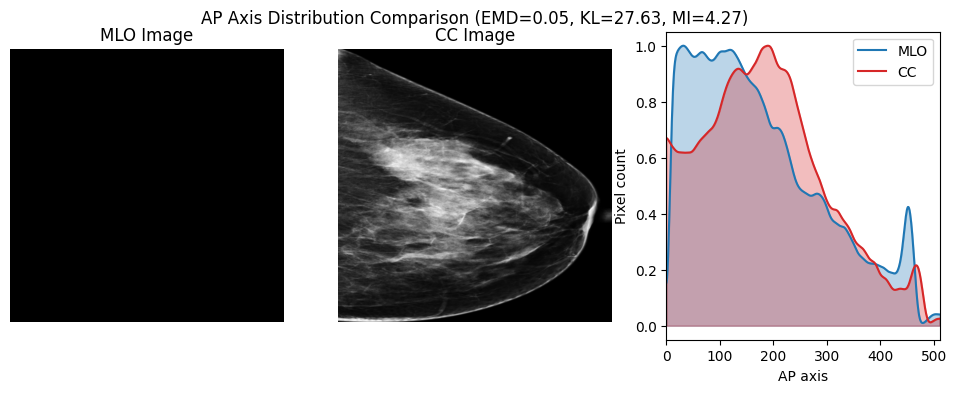 AP Axis Distribution Comparison (EMD=0.05, KL=27.63, MI=4.27)
MLO Image
CC Image
MLO
CC
1.0
0.8
0.6
0.4
0.2
0.0
Pixel count
0 100 200 300 400 500
AP axis